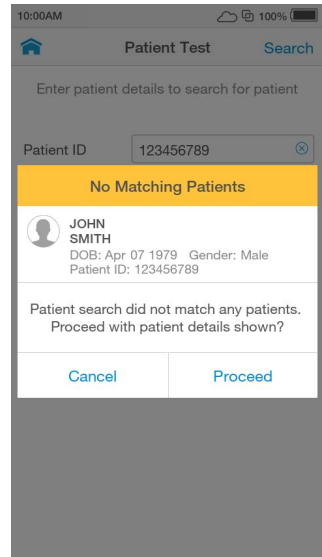 10:00AM 100%
Patient Test Search
Enter patient details to search for patient
Patient ID 123456789
No Matching Patients
JOHN
SMITH
DOB: Apr 07 1979 Gender: Male
Patient ID: 123456789
Patient search did not match any patients.
Proceed with patient details shown?
Cancel Proceed